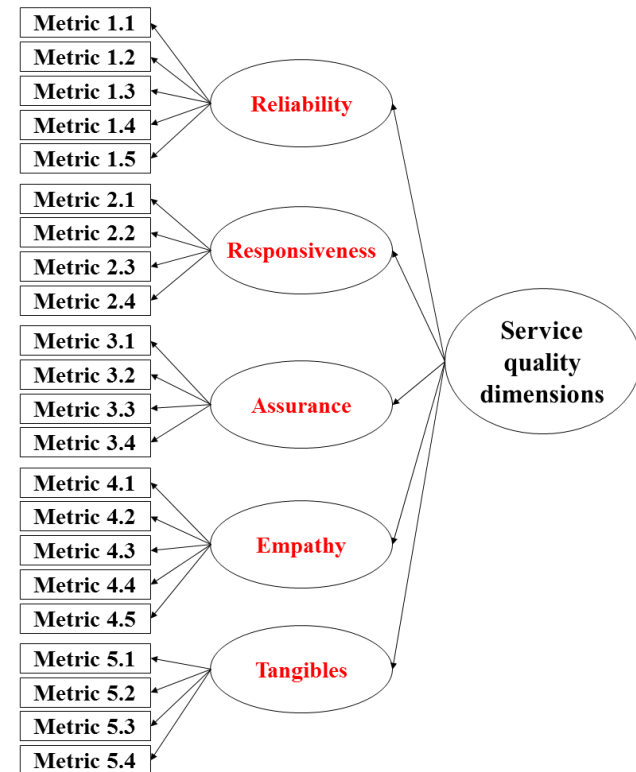 Metric 1.1
Metric 1.2
Metric 1.3
Metric 1.4
Metric 1.5
Reliability
Metric 2.1
Metric 2.2
Metric 2.3
Metric 2.4
Responsiveness
Metric 3.1
Metric 3.2
Metric 3.3
Metric 3.4
Assurance
Metric 4.1
Metric 4.2
Metric 4.3
Metric 4.4
Metric 4.5
Empathy
Metric 5.1
Metric 5.2
Metric 5.3
Metric 5.4
Tangibles
Service
quality
dimensions